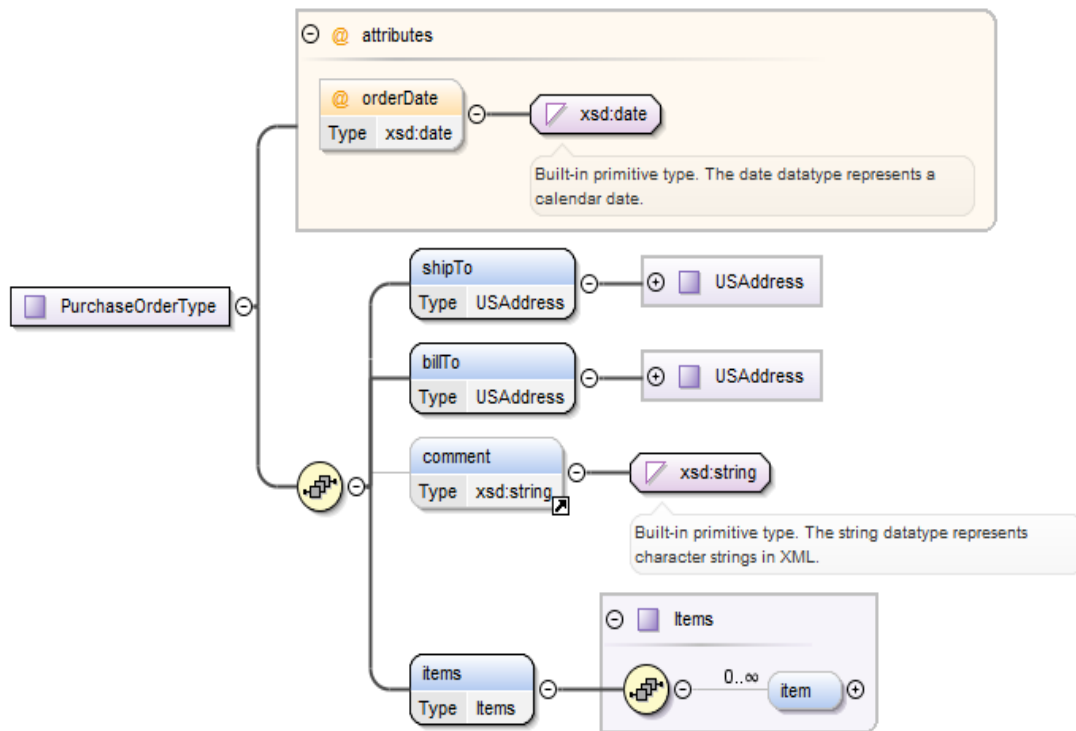 @ attributes
@ orderDate
Type xsd:date
xsd:date
Built-in primitive type. The date datatype represents a
calendar date.
PurchaseOrderType
shipTo
Type USAddress
USAddress
billTo
Type USAddress
USAddress
comment
Type xsd:string
xsd:string
Built-in primitive type. The string datatype represents
character strings in XML.
Items
items
Type Items
0..∞
item